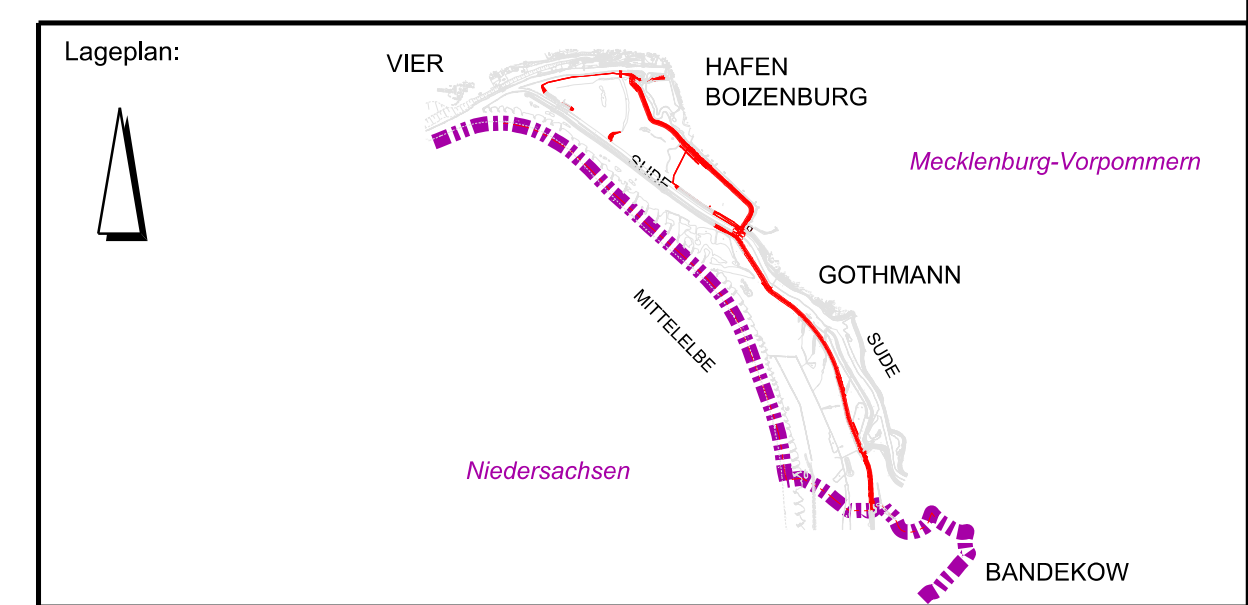 Lageplan:
VIER
HAFEN
BOIZENBURG
Mecklenburg-Vorpommern
SUDE
GOTHMANN
MITTELELBE
SUDE
Niedersachsen
BANDEKOW